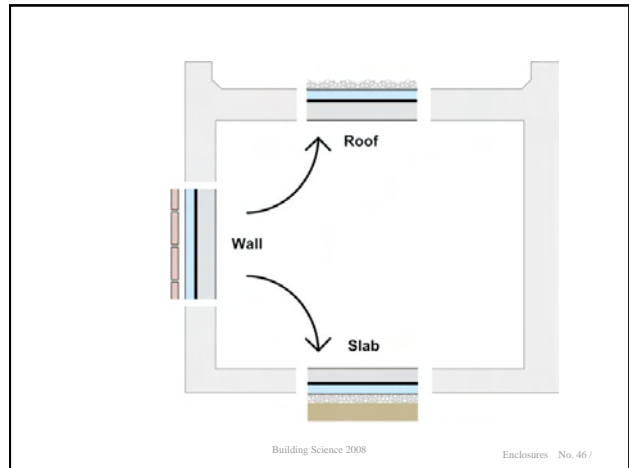 Roof
Wall
Slab
Building Science 2008
Enclosures No. 46 /